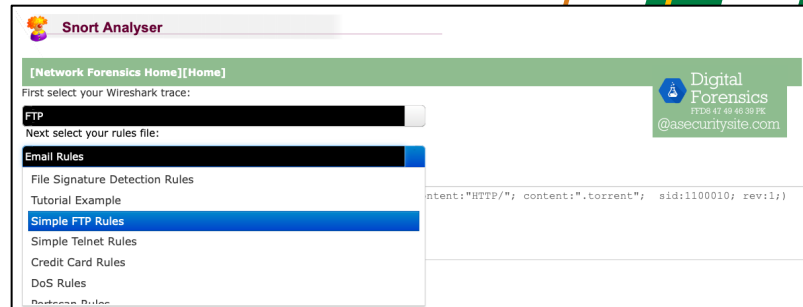 Snort Analyser
[Network Forensics Home][Home]
Digital
Forensics
FFD8 47 49 46 39 PK
@asecuritysite.com
First select your Wireshark trace:
FTP
Next select your rules file:
Email Rules
File Signature Detection Rules
Tutorial Example
ntent:"HTTP/"; content:".torrent"; sid:1100010; rev:1;)
Simple FTP Rules
Simple Telnet Rules
Credit Card Rules
DoS Rules
Portscan Rules